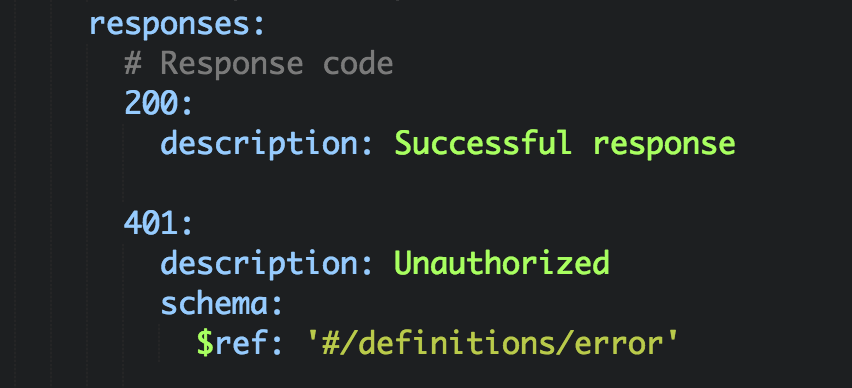 responses:
# Response code
200:
description: Successful response
401:
description: Unauthorized
schema:
$ref: '#/definitions/error'